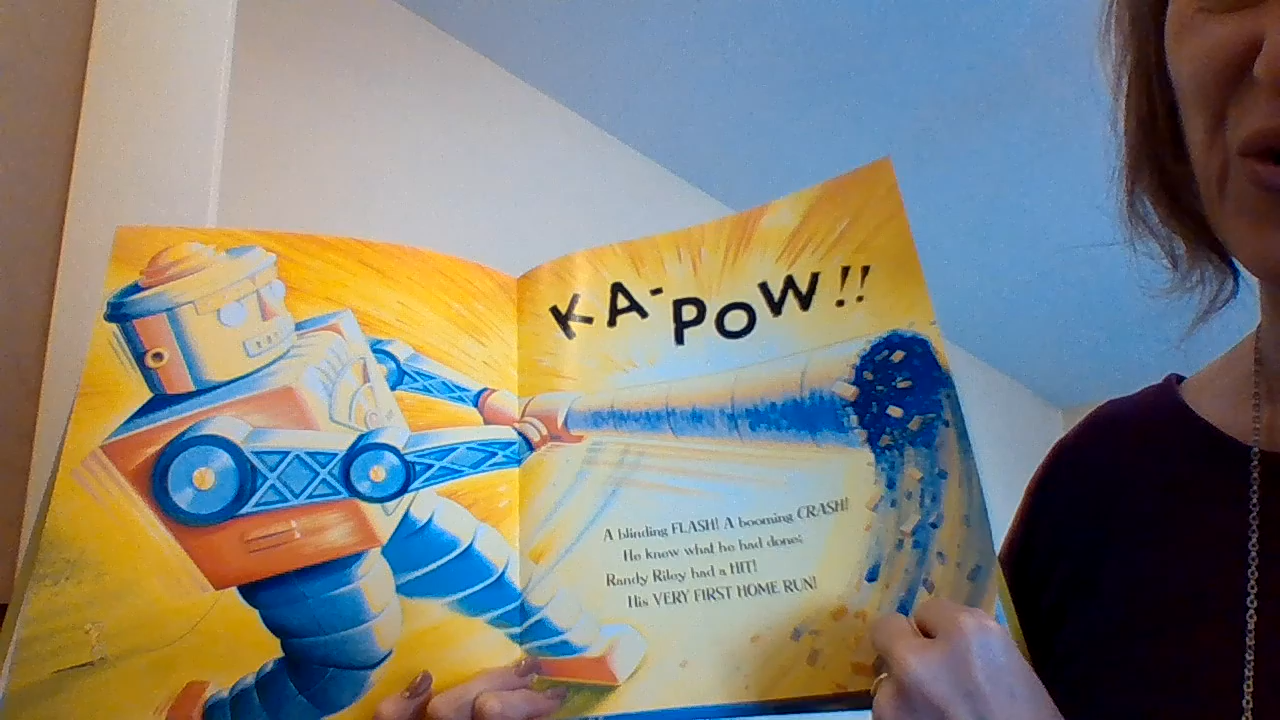 KA-POW!!
A blinding FLASH! A booming CRASH!
He knew what he had done:
Randy Riley had a HIT!
His VERY FIRST HOME RUN!